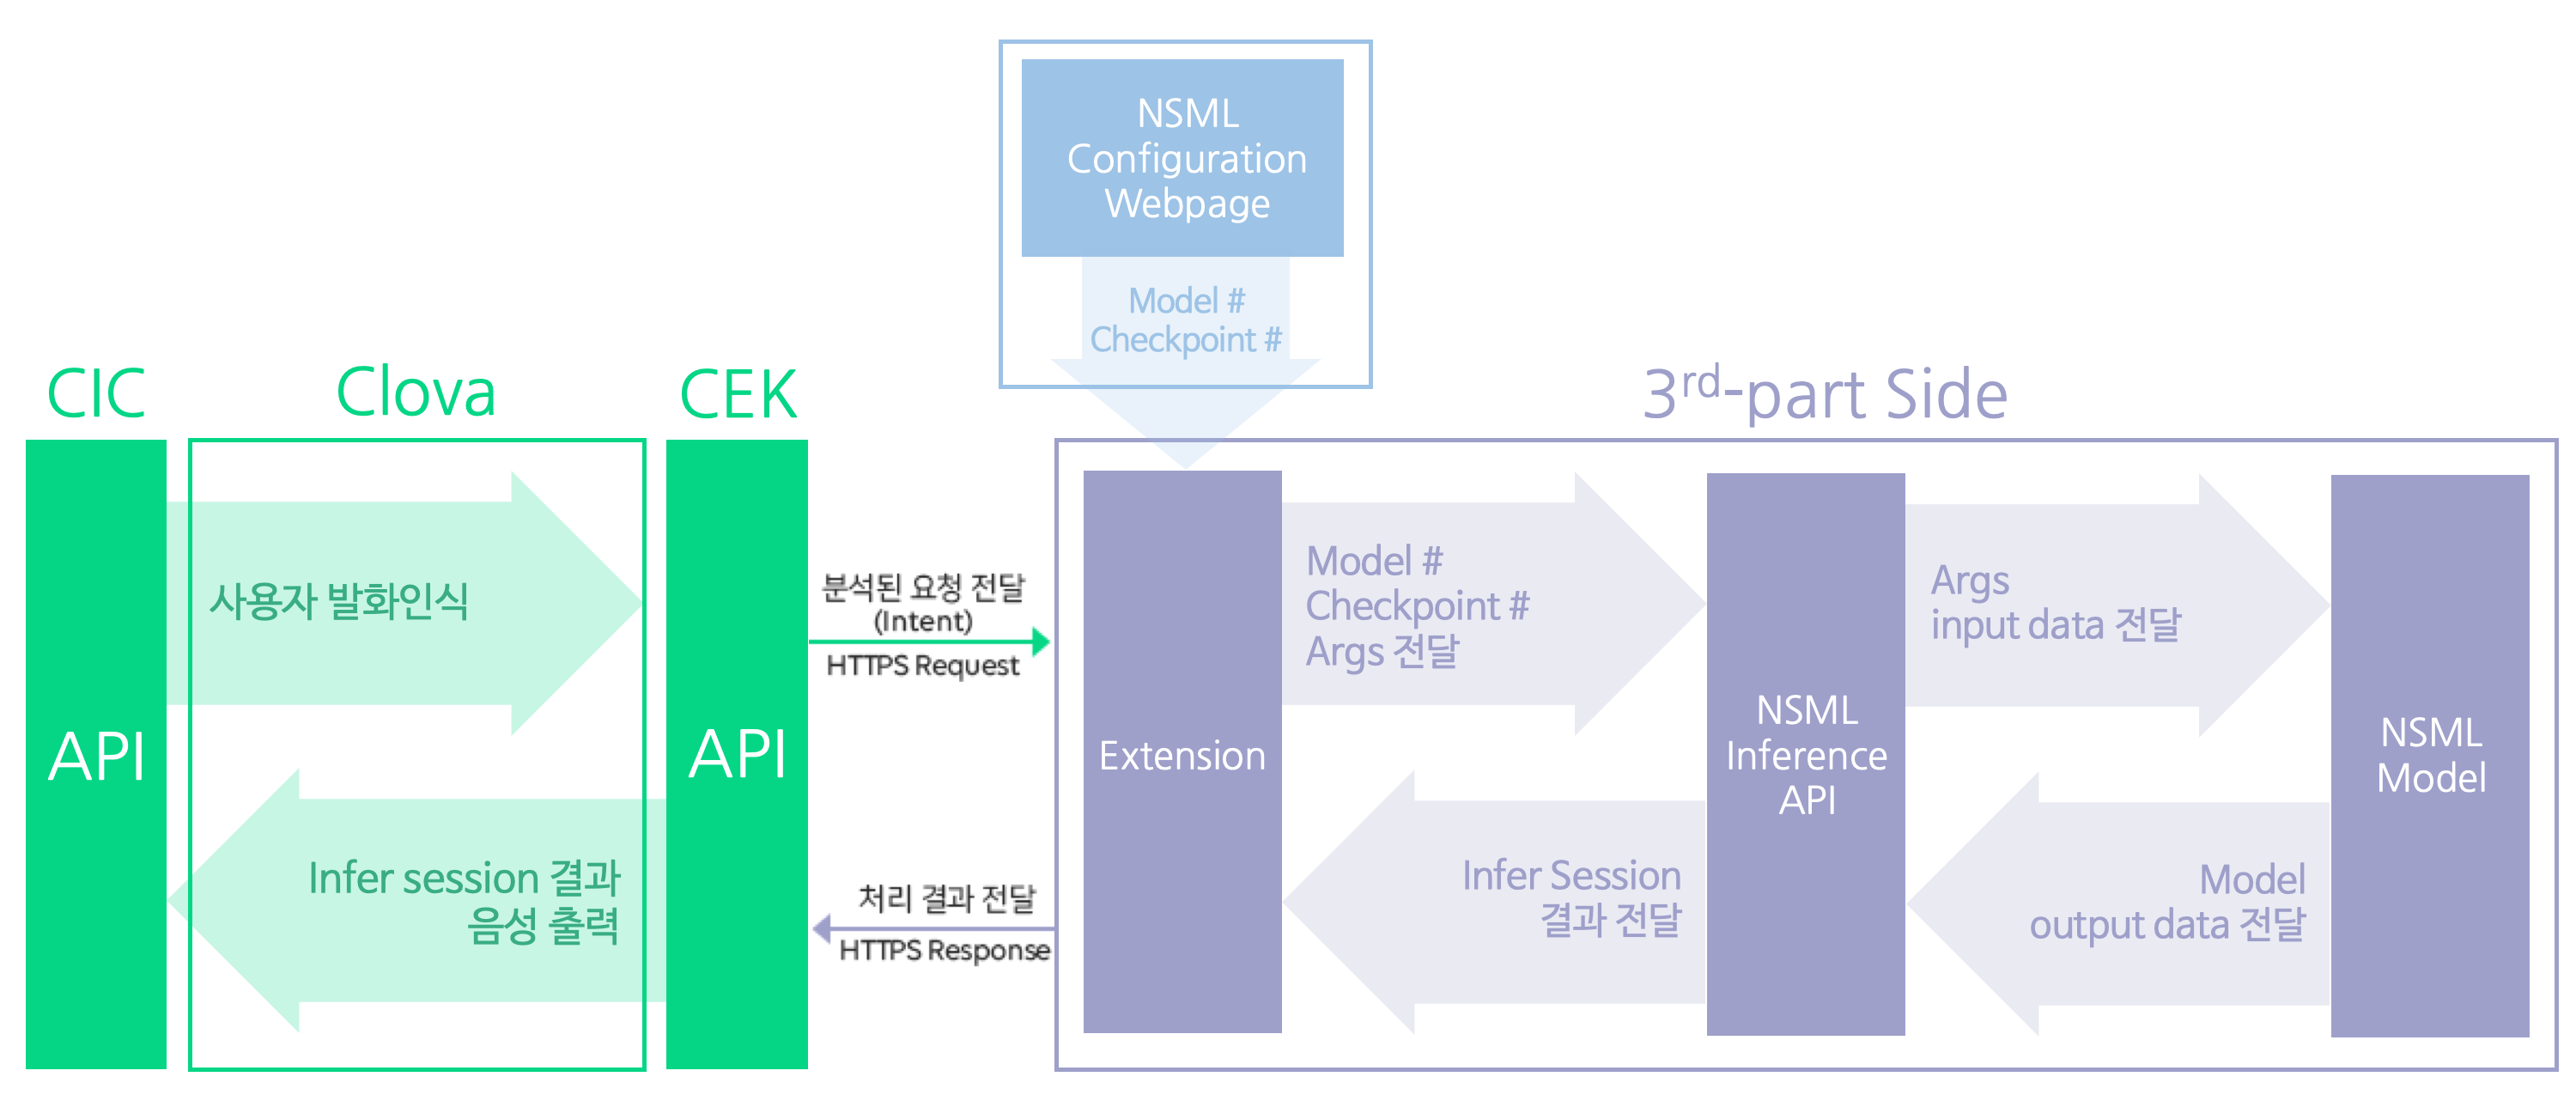 NSML
Configuration
Webpage
Model #
Checkpoint #
CIC
Clova
CEK
3rd-part Side
API
사용자 발화인식
Infer session 결과
음성 출력
API
분석된 요청 전달
(Intent)
HTTPS Request
처리 결과 전달
HTTPS Response
Extension
Model #
Checkpoint #
Args 전달
Infer Session
결과 전달
NSML
Inference
API
Args
input data 전달
Model
output data 전달
NSML
Model